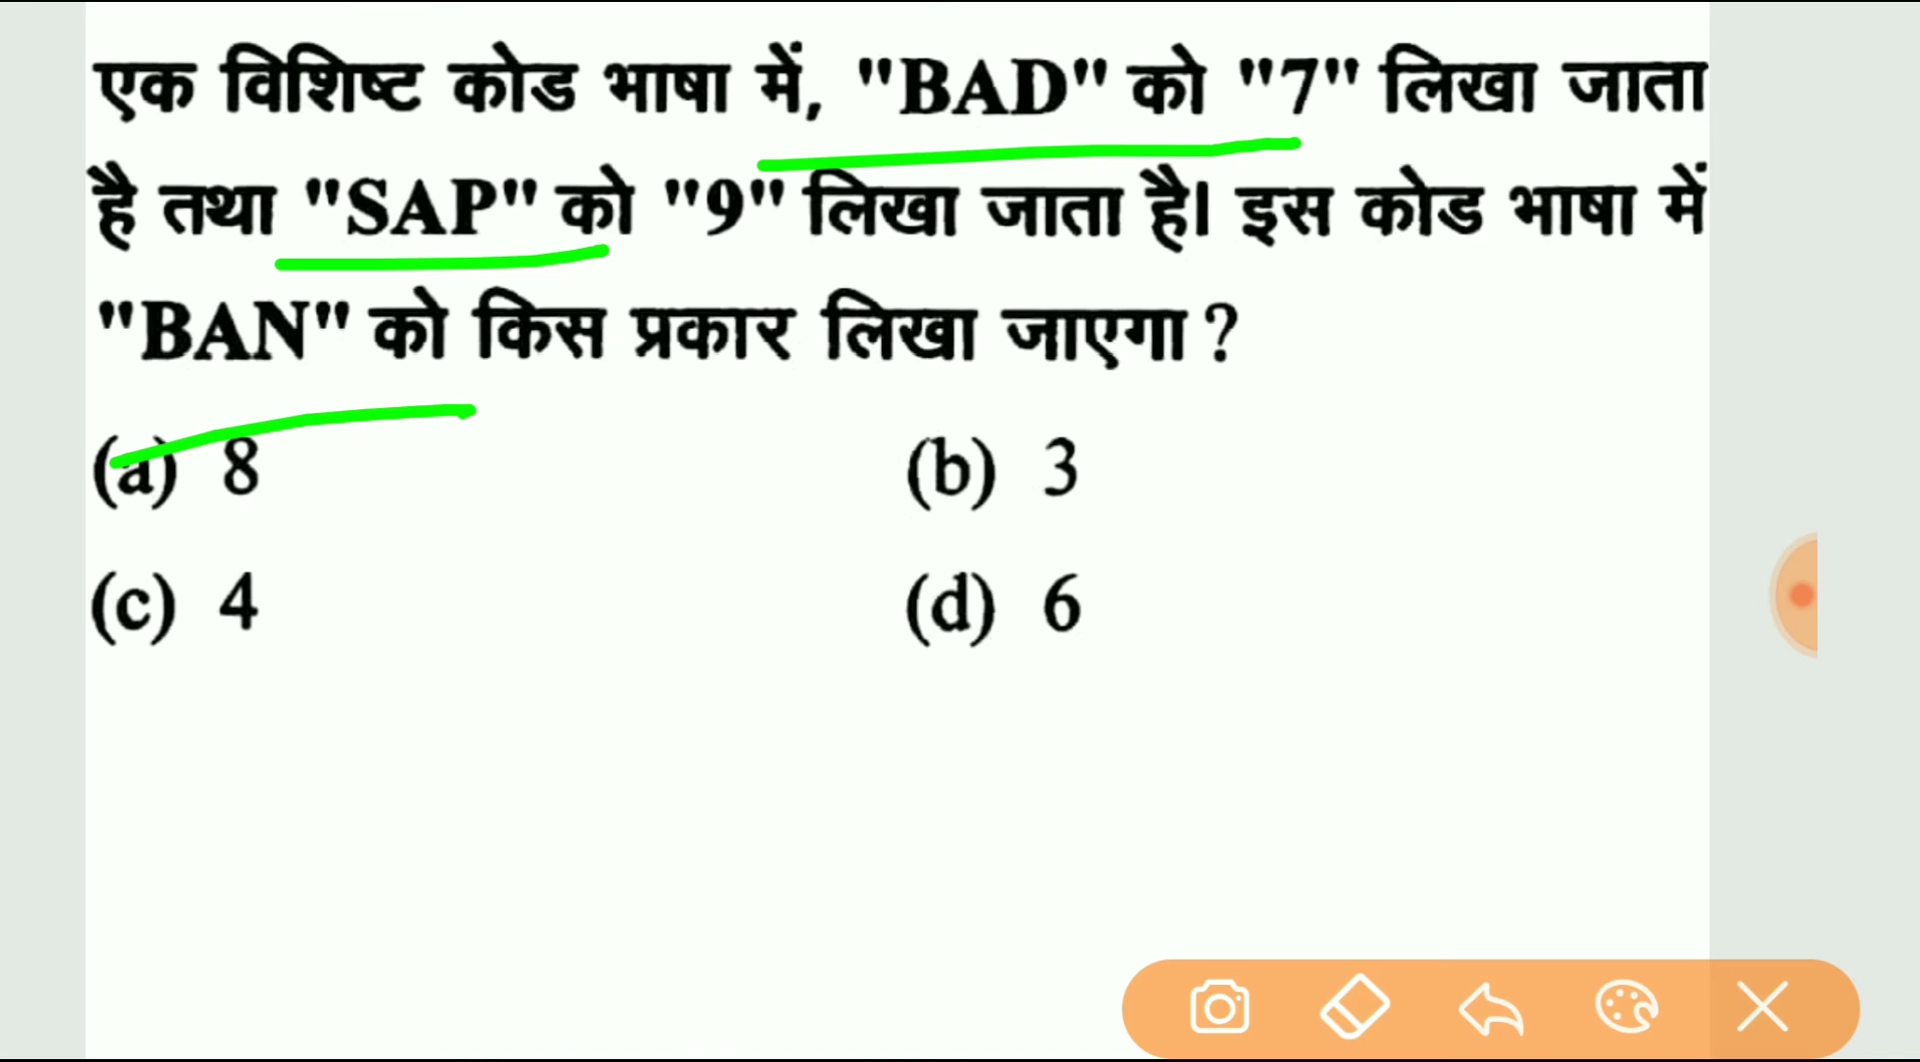 एक विशिष्ट कोड भाषा में, "BAD" को "7" लिखा जाता
है तथा "SAP" को "9" लिखा जाता है। इस कोड भाषा में
"BAN" को किस प्रकार लिखा जाएगा ?
(a) 8 (b) 3
(c) 4 (d) 6